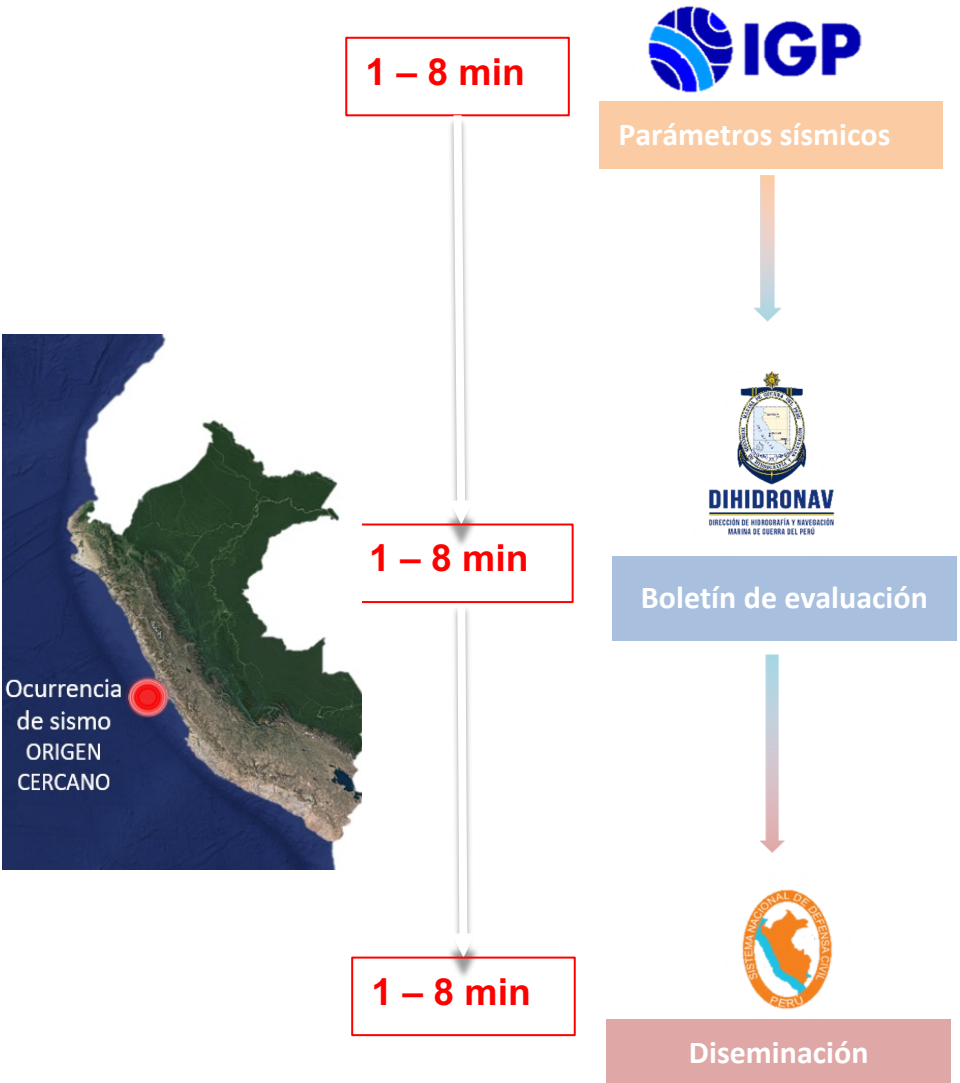 1 – 8 min
IGP
Parámetros sísmicos
DIHIDRONAV
DIRECCIÓN DE HIDROGRAFÍA Y NAVEGACIÓN
MARINA DE GUERRA DEL PERÚ
1 – 8 min
Boletín de evaluación
Ocurrencia
de sismo
ORIGEN
CERCANO
SISTEMA NACIONAL DE DEFENSA CIVIL
PERU
1 – 8 min
Diseminación